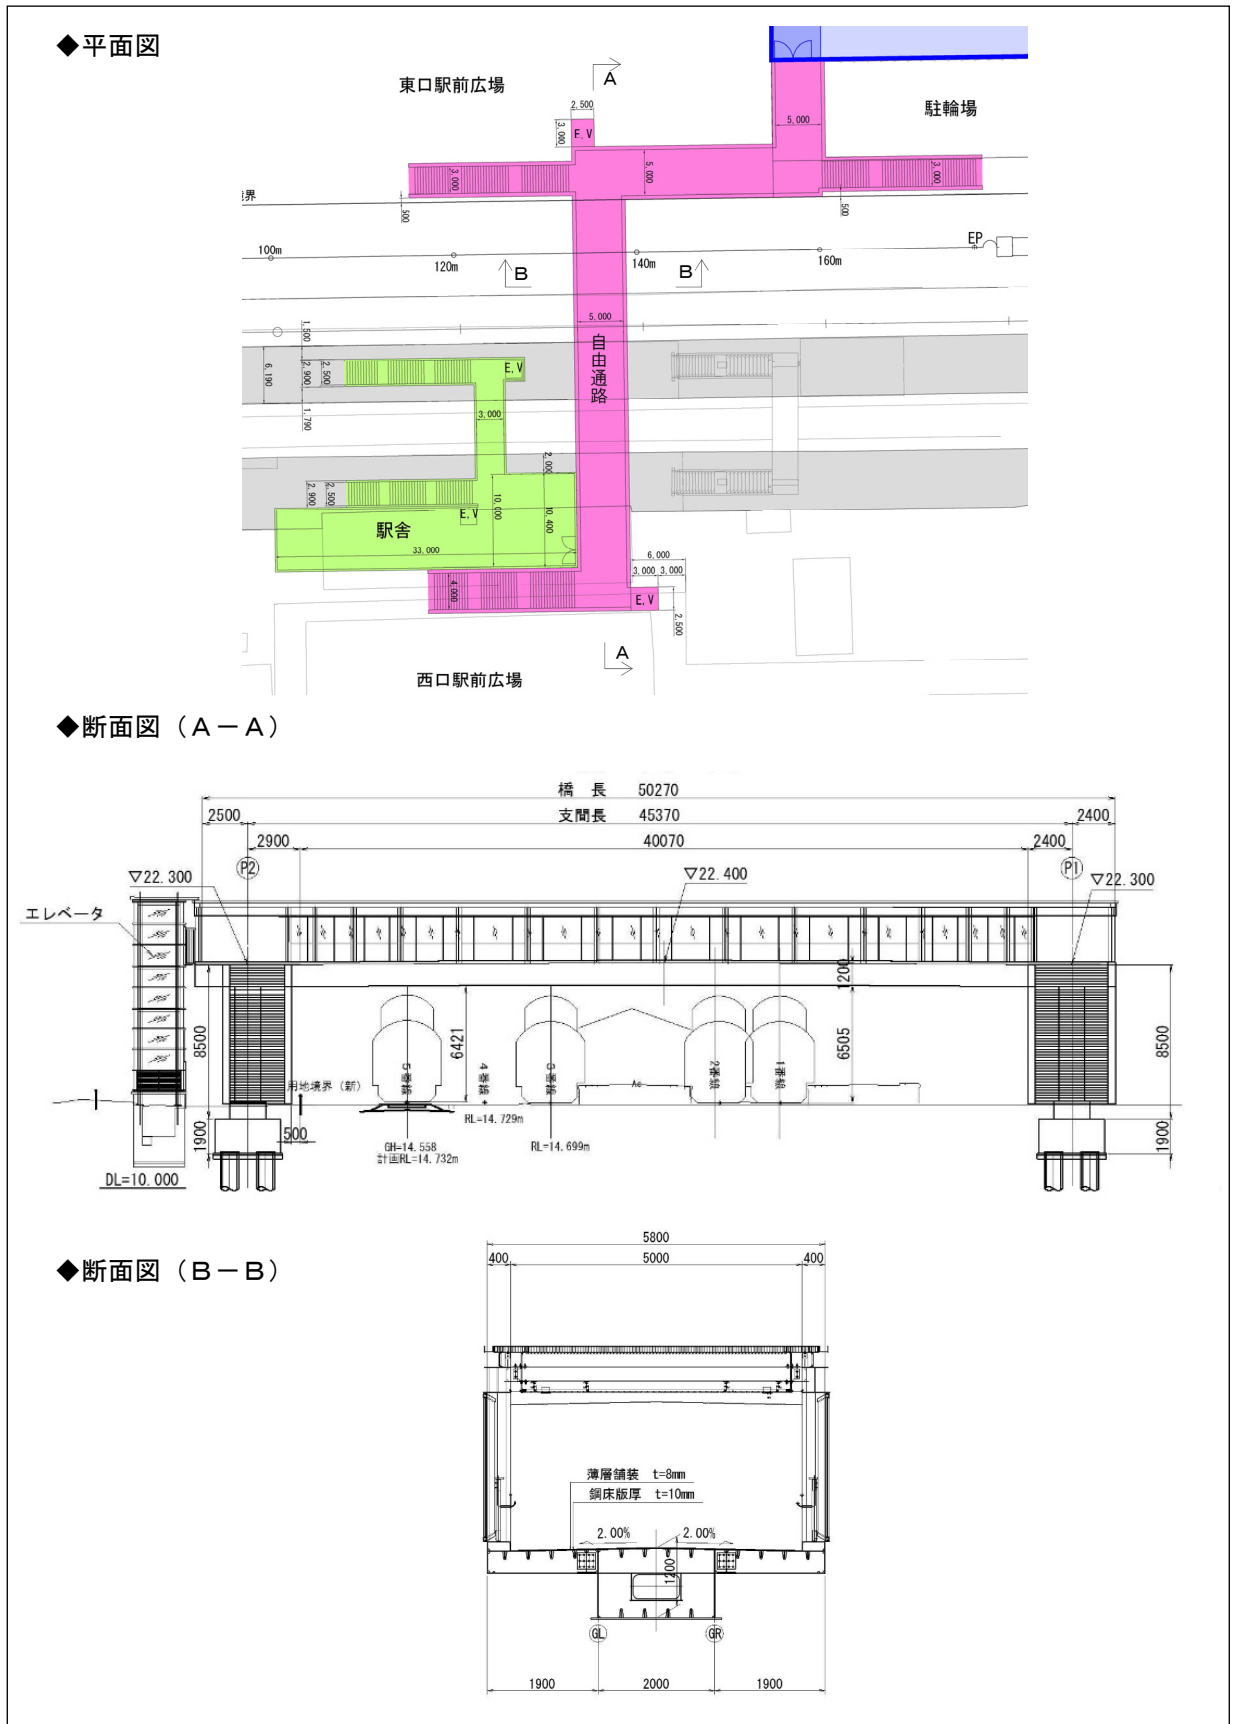 ◆平面図
東口駅前広場
A
駐輪場
2,500
3,000
E.V
5,000
5,000
3,000
3,000
500
500
境界
100m
120m
140m
160m
EP
B
B
5,000
自由通路
1,500
6,190
2,900
2,500
1,790
E.V
3,000
2,000
2,900
2,500
10,000
10,400
E.V
駅舎
33,000
6,000
3,000
3,000
4,000
E.V
2,500
A
西口駅前広場
◆断面図（A－A）
橋 長 50270
2500
支間長 45370
2400
2900
40070
2400
P2
P1
▽22.300
▽22.400
▽22.300
エレベータ
1200
8500
6421
6505
8500
5番線
4番線
3番線
2番線
1番線
用地境界（新）
RL=14.729m
1900
500
GH=14.558
計画RL=14.732m
RL=14.699m
1900
DL=10.000
◆断面図（B－B）
5800
400
5000
400
薄層舗装 t=8mm
鋼床版厚 t=10mm
2.00%
2.00%
1200
GL
GR
1900
2000
1900